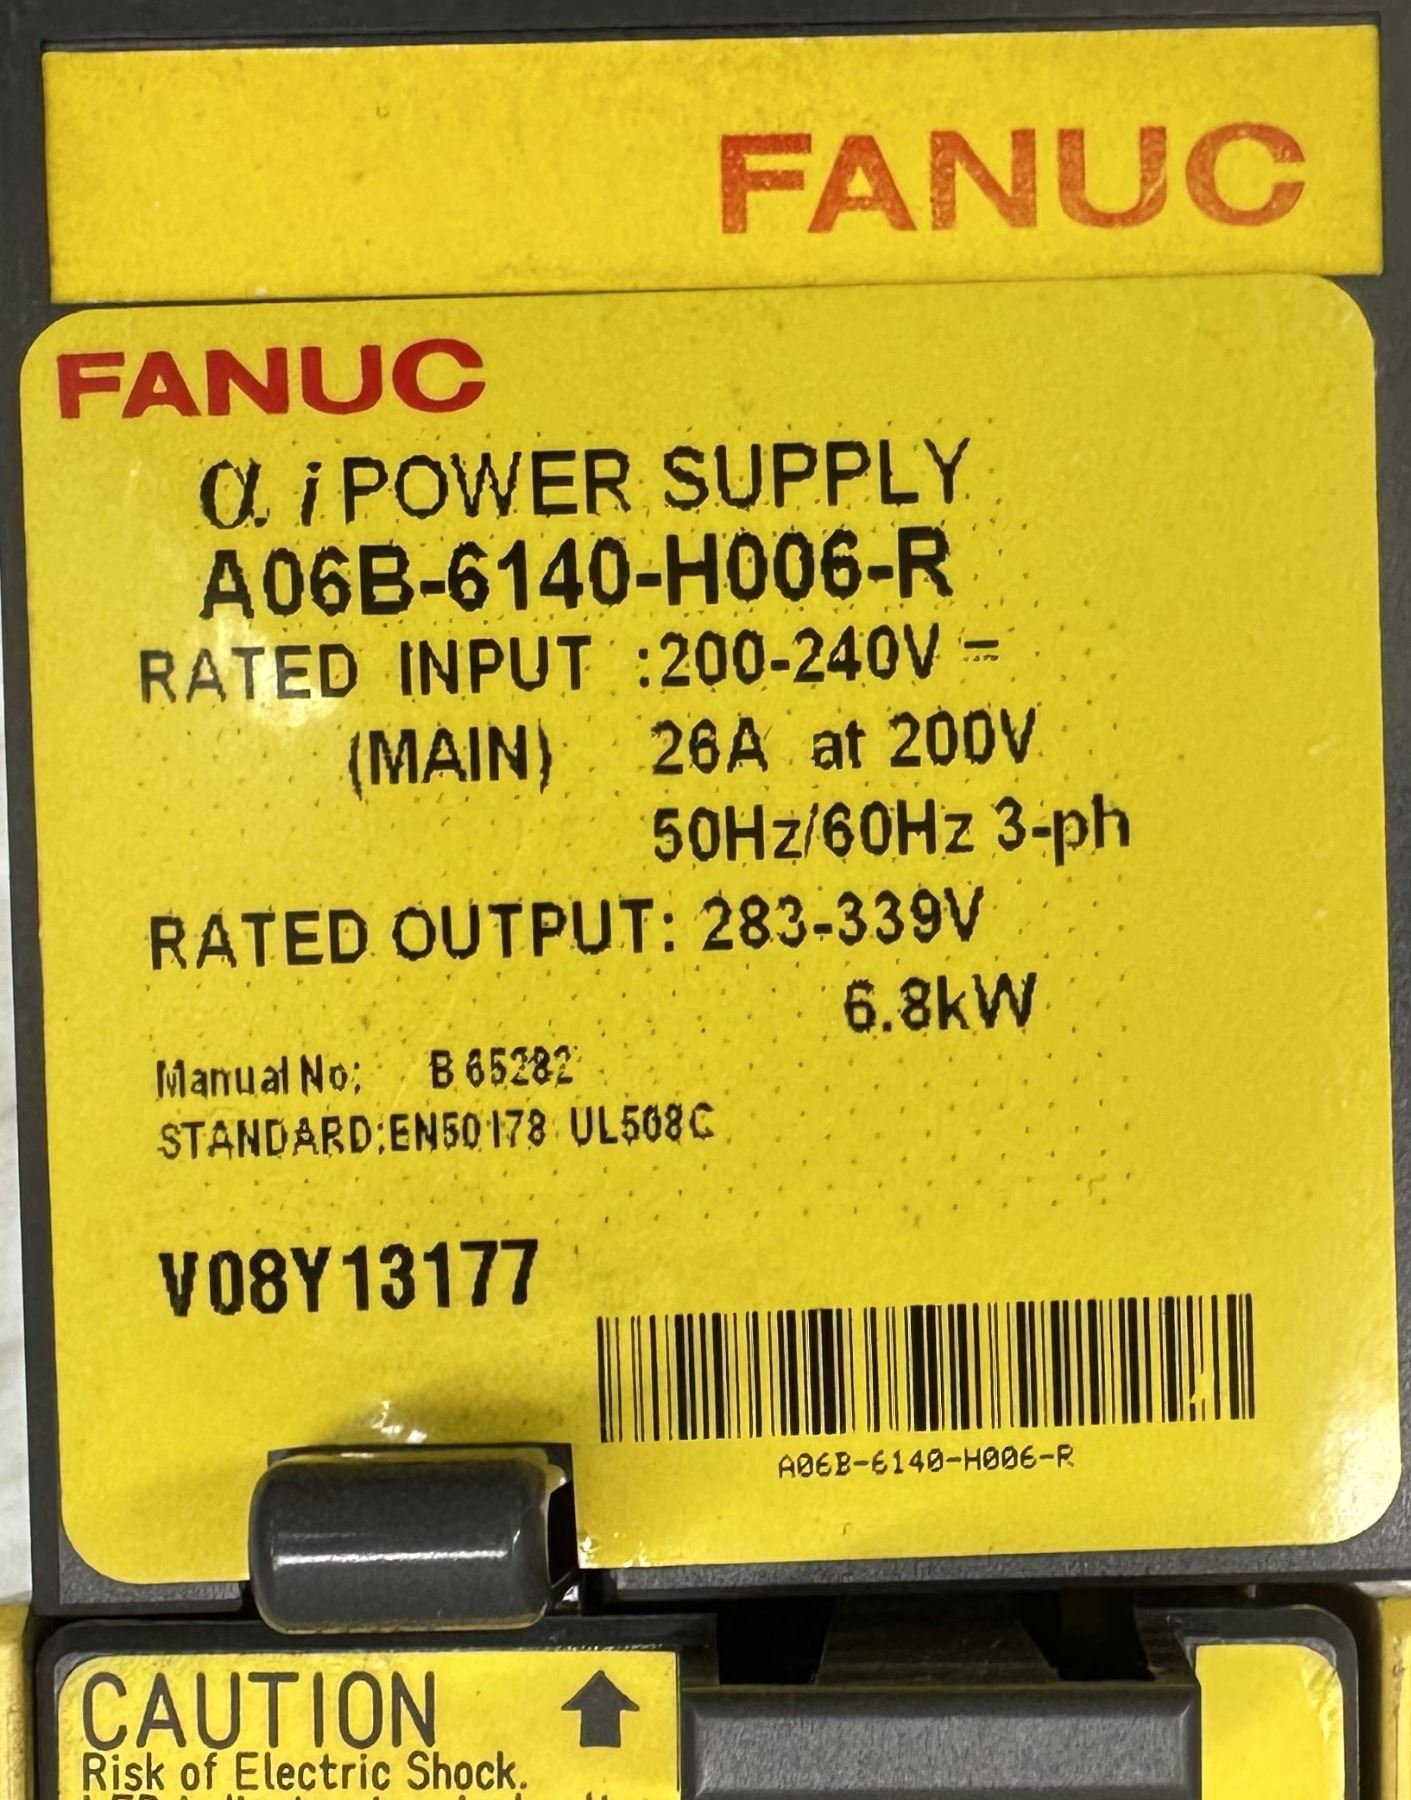 FANUC
FANUC
α i POWER SUPPLY
A06B-6140-H006-R
RATED INPUT :200-240V =
(MAIN) 26A at 200V
50Hz/60Hz 3-ph
RATED OUTPUT: 283-339V
6.8kW
Manual No: B 65282
STANDARD:EN50178 UL508C
V08Y13177
A06B-6140-H006-R
CAUTION
Risk of Electric Shock.